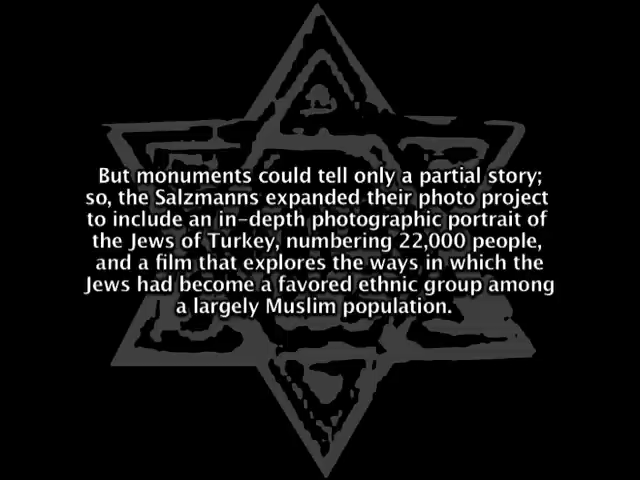 But monuments could tell only a partial story;
so, the Salzmanns expanded their photo project
to include an in-depth photographic portrait of
the Jews of Turkey, numbering 22,000 people,
and a film that explores the ways in which the
Jews had become a favored ethnic group among
a largely Muslim population.